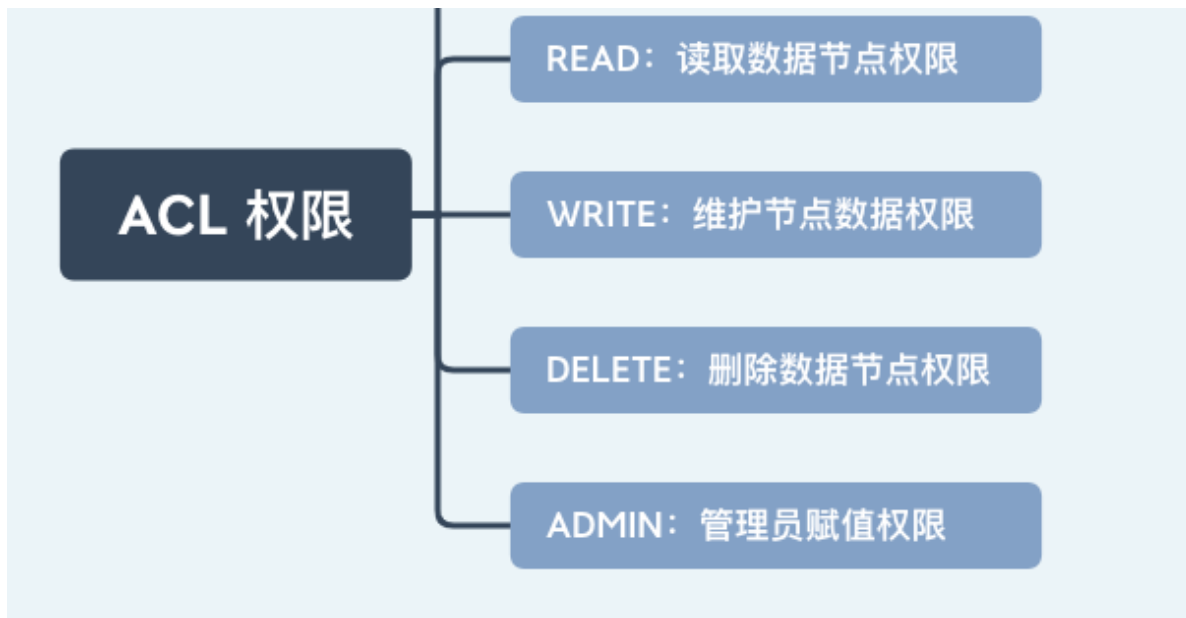 READ：读取数据节点权限
ACL 权限
WRITE：维护节点数据权限
DELETE：删除数据节点权限
ADMIN：管理员赋值权限